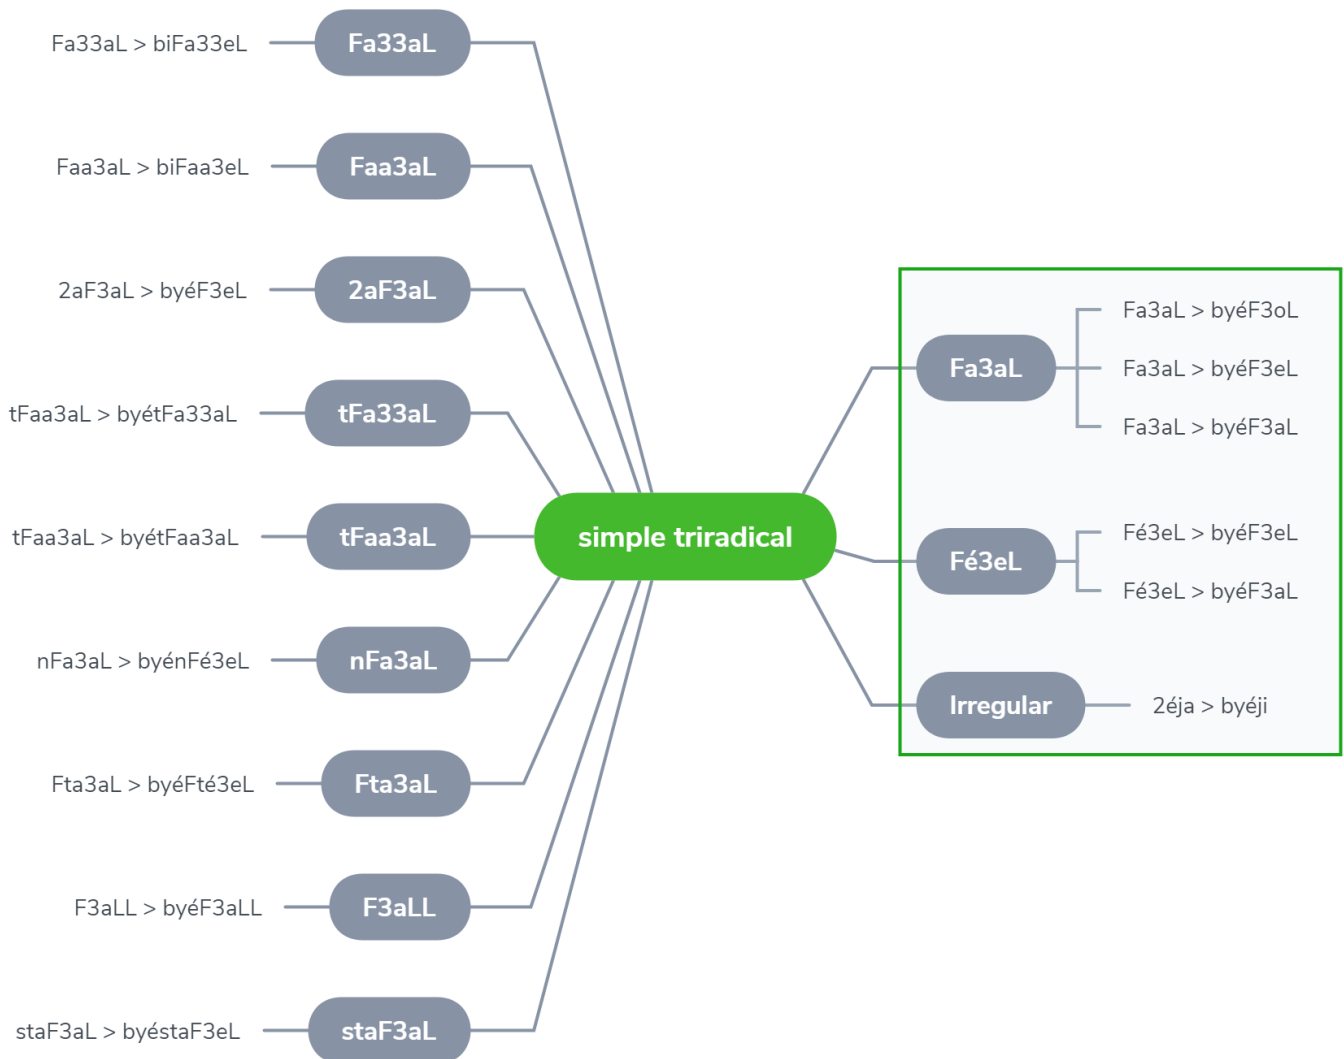 Fa33aL > biFa33eL
Fa33aL
Faa3aL > biFaa3eL
Faa3aL
2aF3aL > byéF3eL
2aF3aL
tFaa3aL > byétFa33aL
tFa33aL
tFaa3aL > byétFaa3aL
tFaa3aL
nFa3aL > byénFé3eL
nFa3aL
Fta3aL > byéFté3eL
Fta3aL
F3aLL > byéF3aLL
F3aLL
staF3aL > byéstaF3eL
staF3aL
simple triradical
Fa3aL
Fa3aL > byéF3oL
Fa3aL > byéF3eL
Fa3aL > byéF3aL
Fé3eL
Fé3eL > byéF3eL
Fé3eL > byéF3aL
Irregular
2éja > byéji